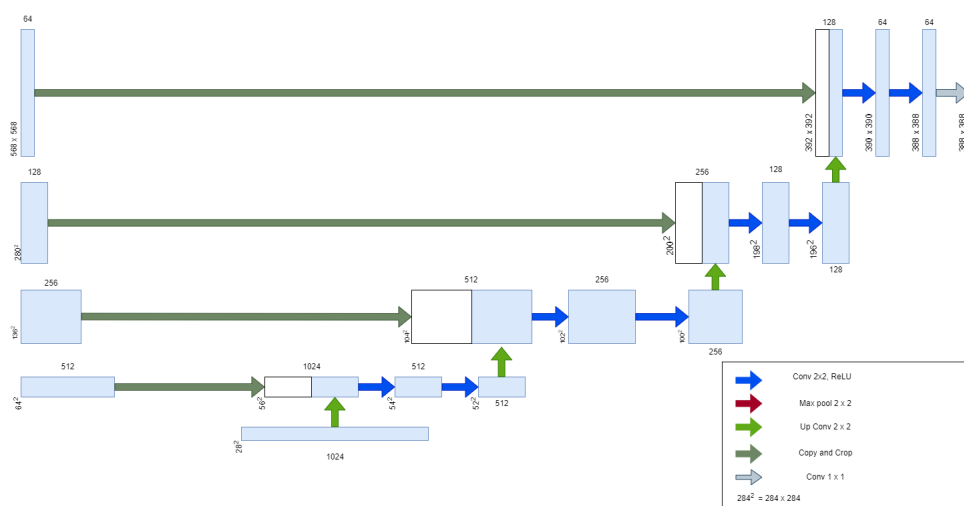 64
128
64
64
568 x 568
392 x 392
390 x 390
388 x 388
388 x 388
128
256
128
280²
200²
198²
196²
128
256
512
256
136²
104²
102²
100²
256
512
1024
512
64²
56²
54²
52²
512
28²
1024
Conv 2x2, ReLU
Max pool 2 x 2
Up Conv 2 x 2
Copy and Crop
Conv 1 x 1
284² = 284 x 284